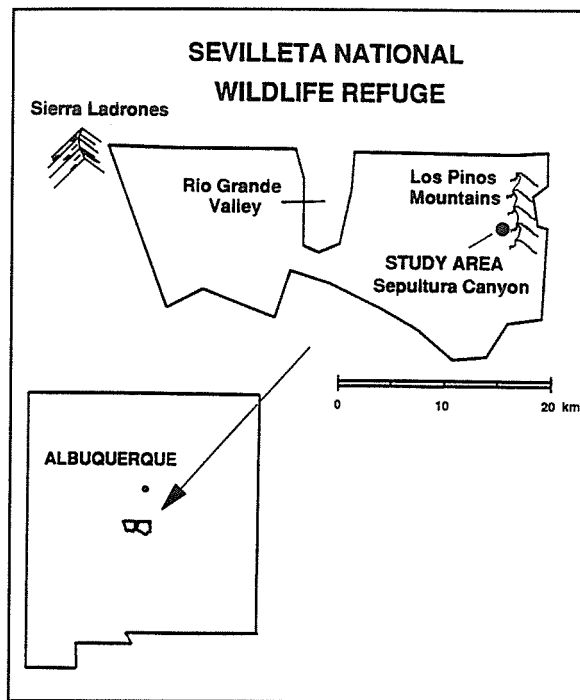 SEVILLETA NATIONAL
WILDLIFE REFUGE
Sierra Ladrones
Río Grande
Valley
Los Pinos
Mountains
STUDY AREA
Sepultura Canyon
0 10 20 km
ALBUQUERQUE